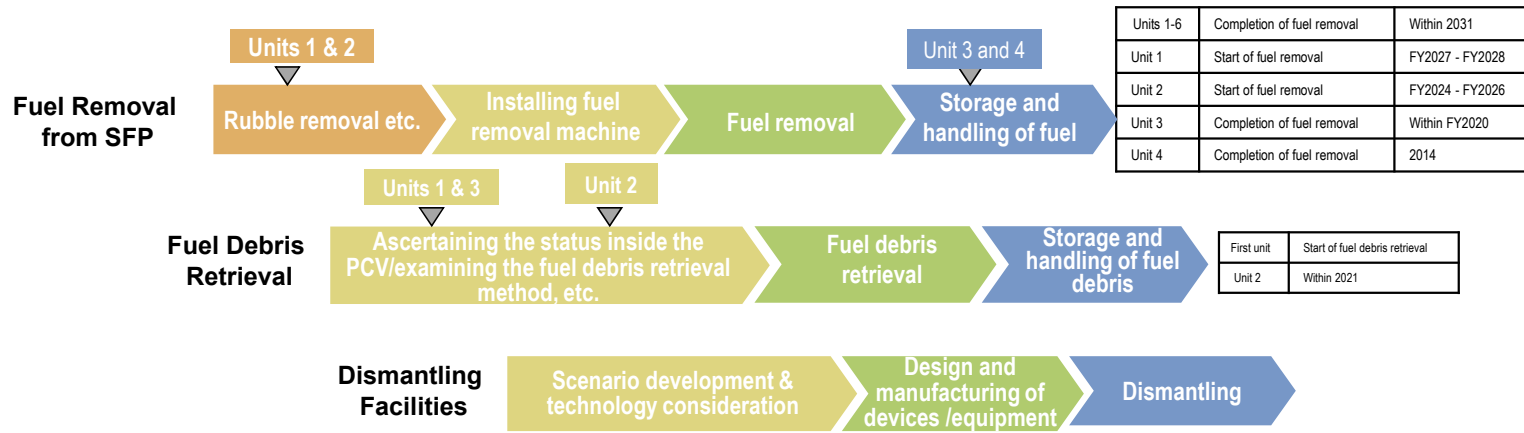 Units 1 & 2
Unit 3 and 4
Fuel Removal
from SFP
Rubble removal etc.
Installing fuel
removal machine
Fuel removal
Storage and
handling of fuel
Units 1-6 Completion of fuel removal Within 2031
Unit 1 Start of fuel removal FY2027 - FY2028
Unit 2 Start of fuel removal FY2024 - FY2026
Unit 3 Completion of fuel removal Within FY2020
Unit 4 Completion of fuel removal 2014
Units 1 & 3
Unit 2
Fuel Debris
Retrieval
Ascertaining the status inside the
PCV/examining the fuel debris retrieval
method, etc.
Fuel debris
retrieval
Storage and
handling of fuel
debris
First unit Start of fuel debris retrieval
Unit 2 Within 2021
Dismantling
Facilities
Scenario development &
technology consideration
Design and
manufacturing of
devices /equipment
Dismantling